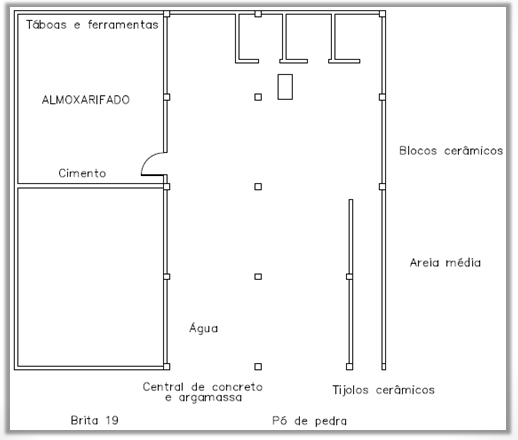 Táboas e ferramentas
ALMOXARIFADO
Blocos cerâmicos
Cimento
Areia média
Água
Central de concreto
e argamassa
Tijolos cerâmicos
Brita 19
Pó de pedra